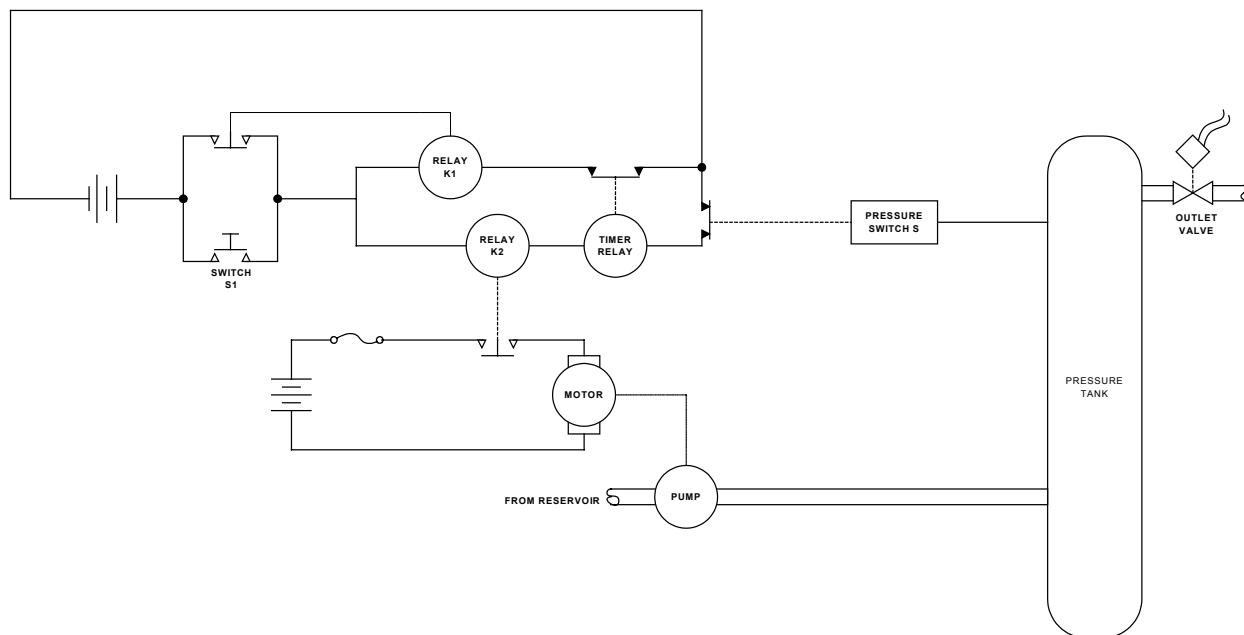 RELAY
K1
PRESSURE
SWITCH S
OUTLET
VALVE
RELAY
K2
TIMER
RELAY
SWITCH
S1
MOTOR
PRESSURE
TANK
FROM RESERVOIR
PUMP